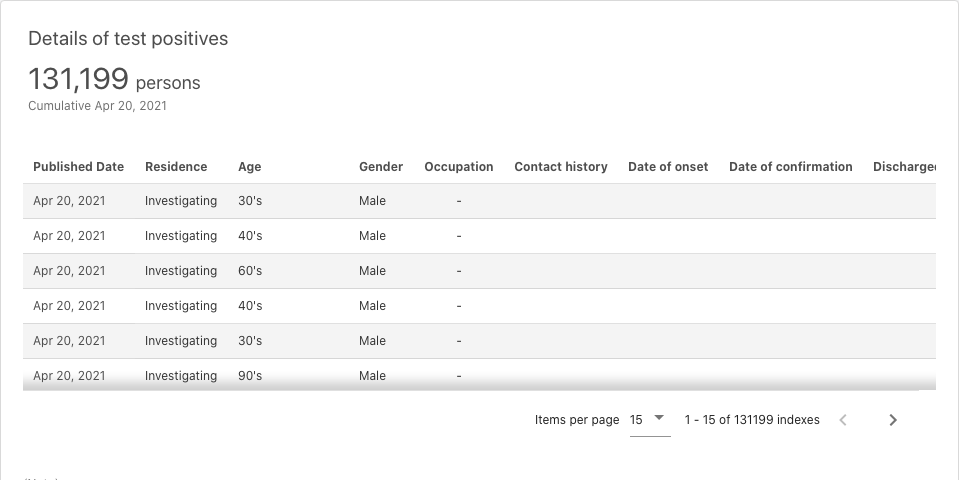 Details of test positives
131,199 persons
Cumulative Apr 20, 2021
Published Date Residence Age Gender Occupation Contact history Date of onset Date of confirmation Discharged
Apr 20, 2021 Investigating 30's Male -
Apr 20, 2021 Investigating 40's Male -
Apr 20, 2021 Investigating 60's Male -
Apr 20, 2021 Investigating 40's Male -
Apr 20, 2021 Investigating 30's Male -
Apr 20, 2021 Investigating 90's Male -
Items per page 15 1 - 15 of 131199 indexes